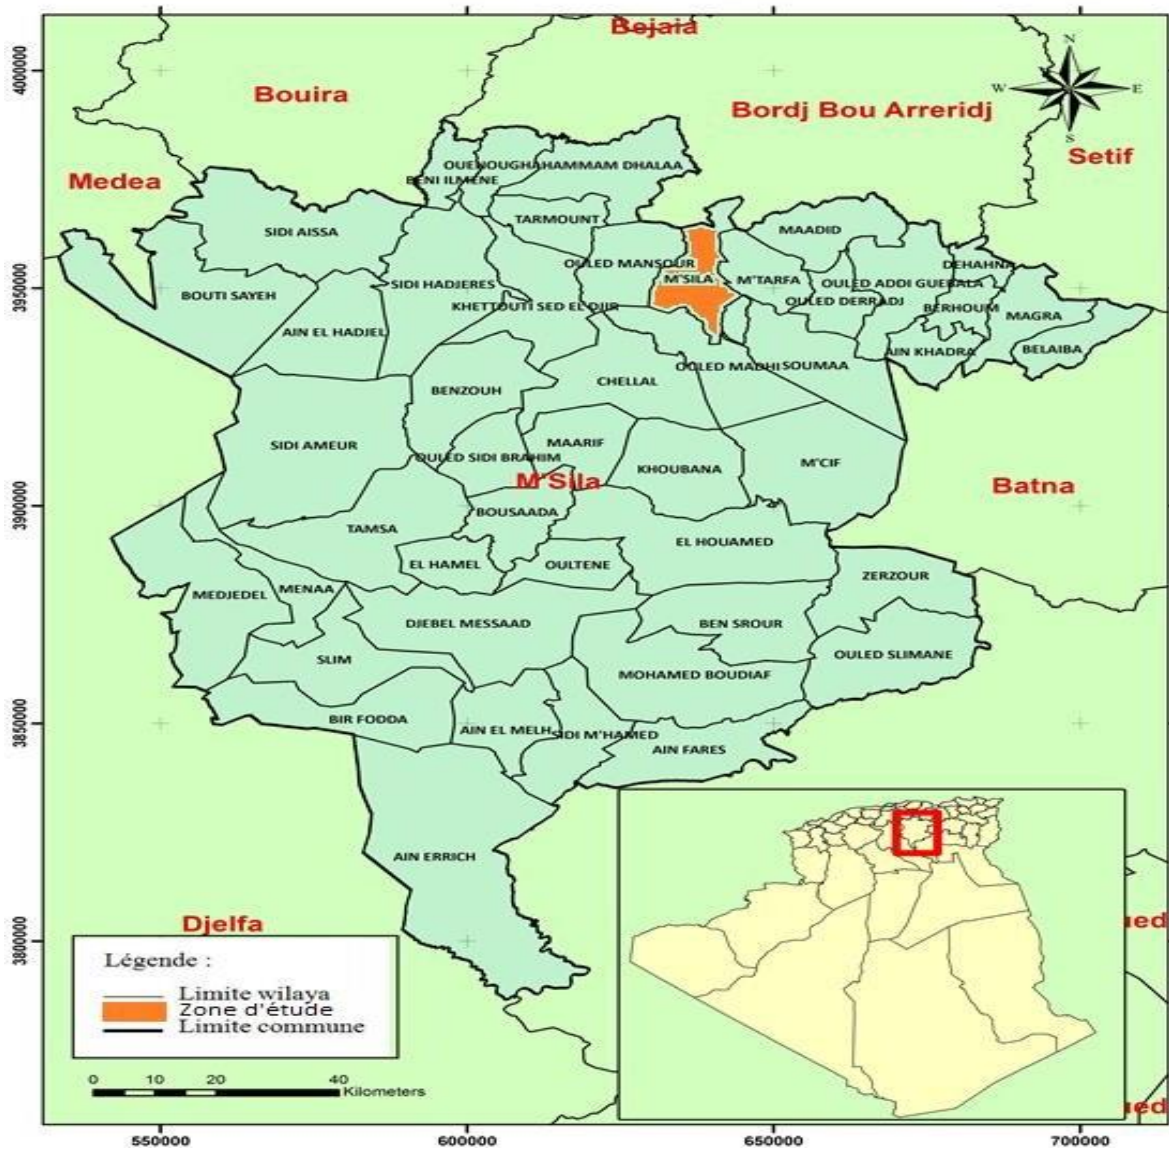 Bejaia
4000000
Bouira
N
W
E
S
Bordj Bou Arreridj
Setif
Medea
OUENOUGHA
HAMMAM DHALAA
BENI ILMENE
TARMOUNT
SIDI AISSA
MAADID
OULED MANSOUR
DEHAHNA
M'SILA
M'TARFA
OULED ADDI GUEBALA
3950000
BOUTI SAYEH
SIDI HADJERES
KHETTOUTI SED EL DJIR
OULED DERRADJ
BERHOUM
MAGRA
AIN EL HADJEL
AIN KHADRA
BELAIBA
OULED MADHI
SOUMAA
CHELLAL
BENZOUH
SIDI AMEUR
MAARIF
OULED SIDI BRAHIM
KHOUBANA
M'CIF
M'Sila
Batna
3900000
BOUSAADA
TAMSA
EL HOUAMED
EL HAMEL
OULTENE
ZERZOUR
MEDJEDEL
MENAA
DJEBEL MESSAAD
BEN SROUR
SLIM
OULED SLIMANE
MOHAMED BOUDIAF
3850000
BIR FODDA
AIN EL MELH
SIDI M'HAMED
AIN FARES
AIN ERRICH
Djelfa
ued
3800000
Légende :
Limite wilaya
Zone d'étude
Limite commune
0 10 20 40
Kilometers
ued
550000 600000 650000 700000